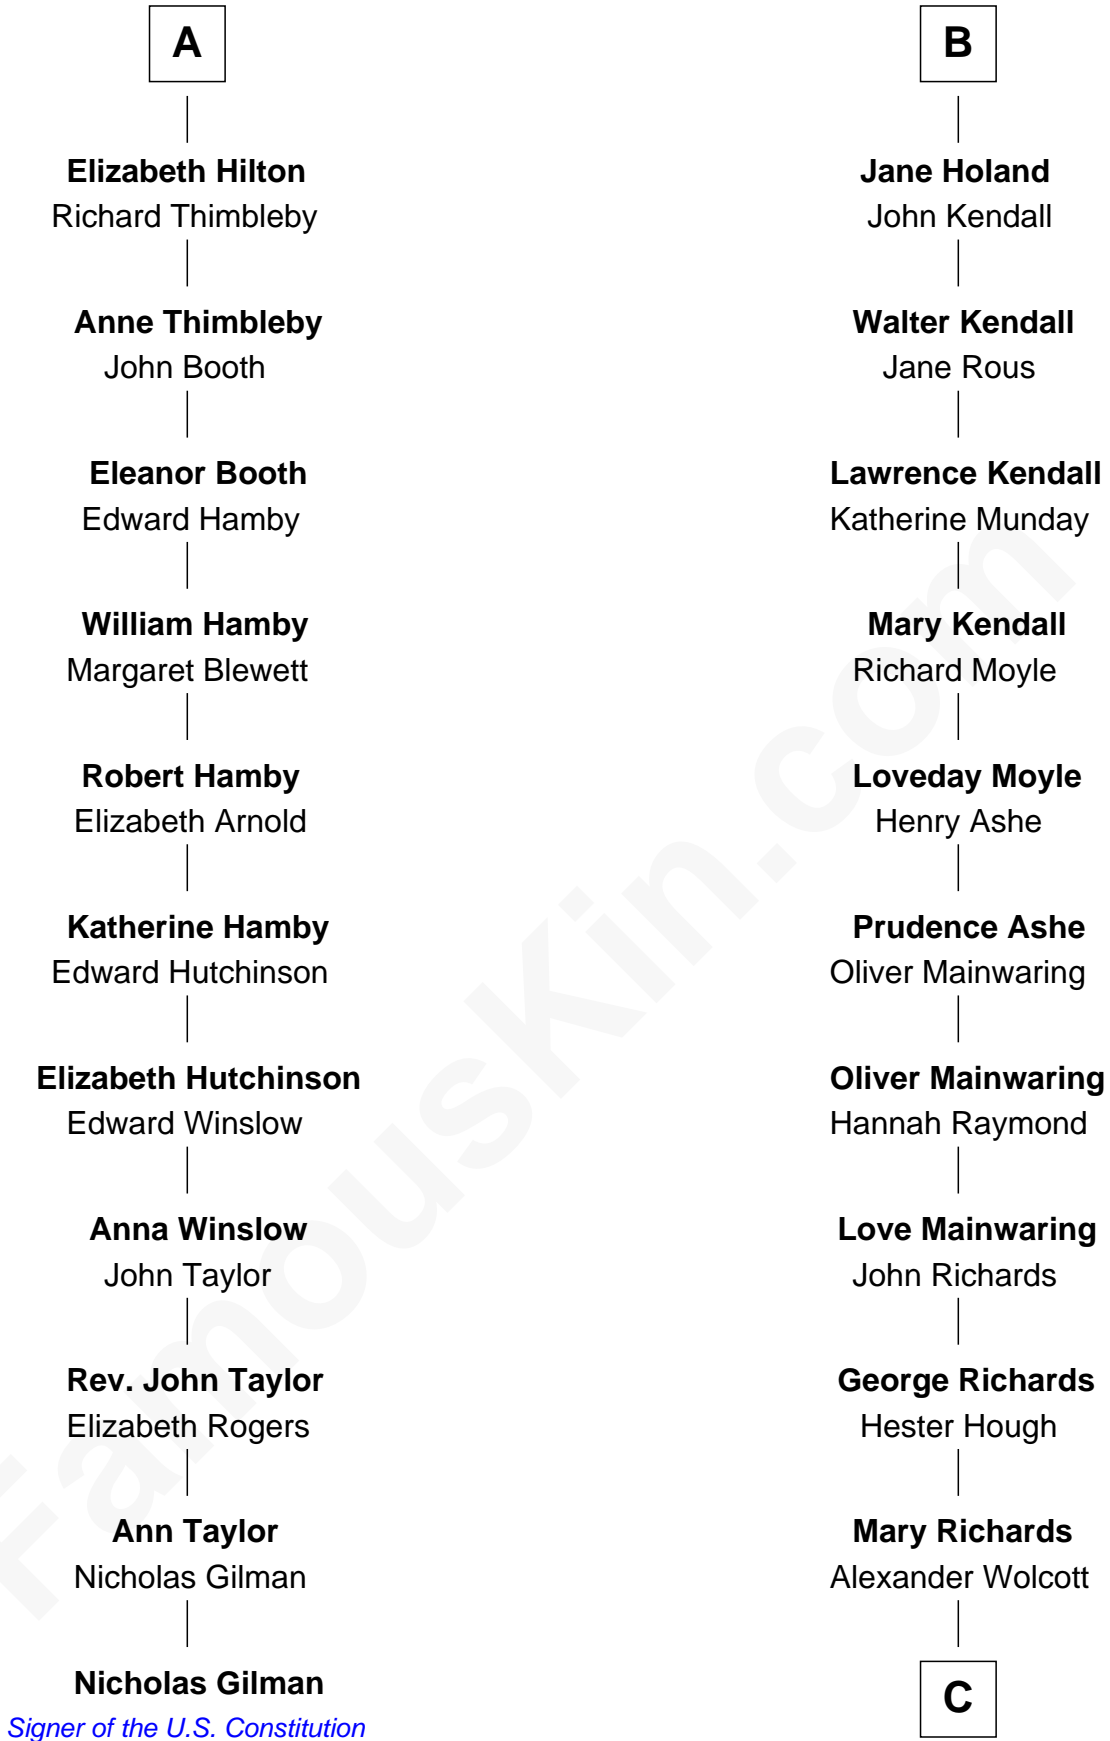 A
Elizabeth Hilton
Richard Thimbleby
Anne Thimbleby
John Booth
Eleanor Booth
Edward Hamby
William Hamby
Margaret Blewett
Robert Hamby
Elizabeth Arnold
Katherine Hamby
Edward Hutchinson
Elizabeth Hutchinson
Edward Winslow
Anna Winslow
John Taylor
Rev. John Taylor
Elizabeth Rogers
Ann Taylor
Nicholas Gilman
Nicholas Gilman
Signer of the U.S. Constitution
B
Jane Holand
John Kendall
Walter Kendall
Jane Rous
Lawrence Kendall
Katherine Munday
Mary Kendall
Richard Moyle
Loveday Moyle
Henry Ashe
Prudence Ashe
Oliver Mainwaring
Oliver Mainwaring
Hannah Raymond
Love Mainwaring
John Richards
George Richards
Hester Hough
Mary Richards
Alexander Wolcott
C
FamousKin.com